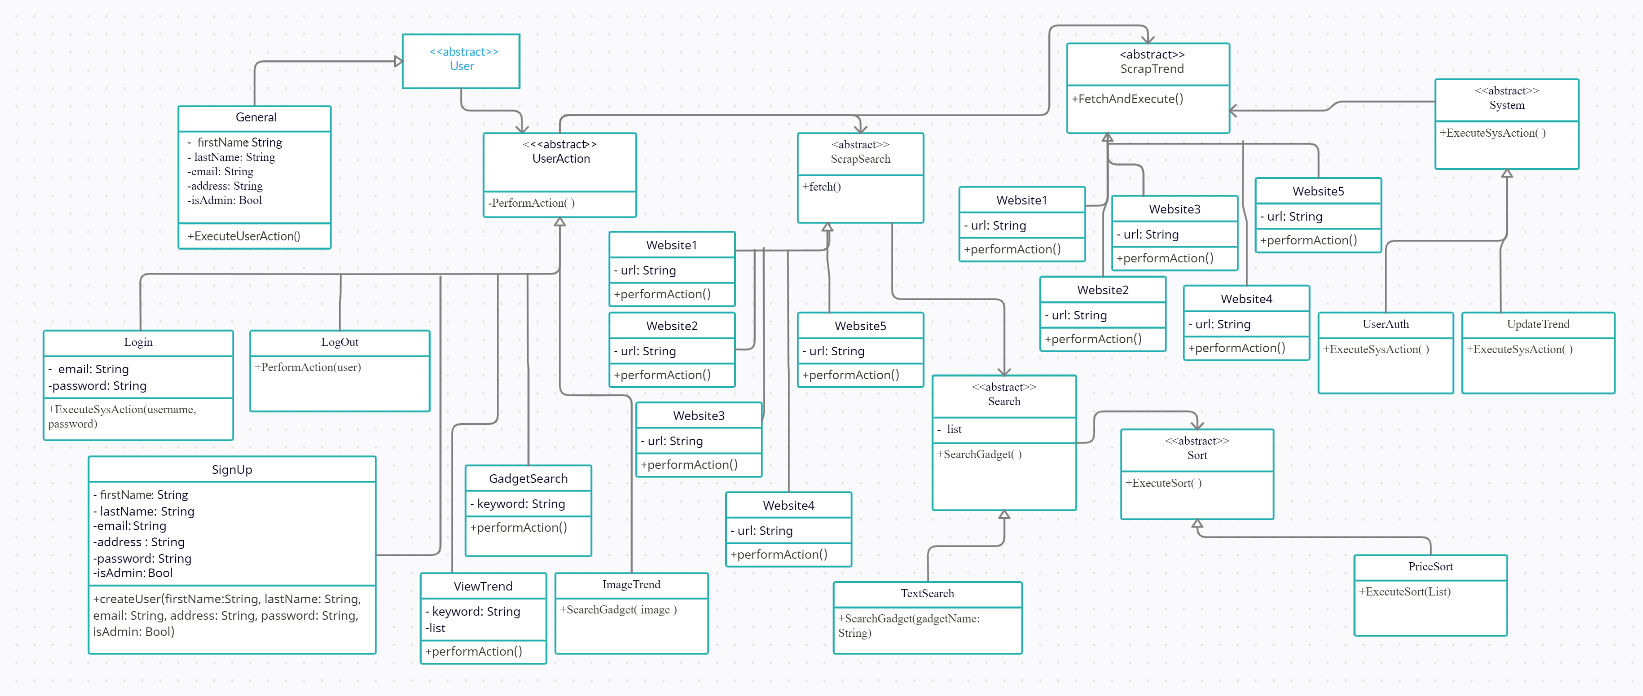 <<abstract>>
User
General
-  firstName: String
- lastName: String
-email: String
-address: String
-isAdmin: Bool
+ExecuteUserAction()
<<<abstract>>
UserAction
-PerformAction( )
<abstract>>
ScrapSearch
+fetch()
<abstract>>
ScrapTrend
+FetchAndExecute()
<<abstract>>
System
+ExecuteSysAction( )
Website1
- url: String
+performAction()
Website2
- url: String
+performAction()
Website3
- url: String
+performAction()
Website4
- url: String
+performAction()
Website5
- url: String
+performAction()
Website1
- url: String
+performAction()
Website3
- url: String
+performAction()
Website5
- url: String
+performAction()
Website2
- url: String
+performAction()
Website4
- url: String
+performAction()
UserAuth
+ExecuteSysAction( )
UpdateTrend
+ExecuteSysAction( )
Login
-  email: String
-password: String
+ExecuteSysAction(username,
password)
LogOut
+PerformAction(user)
SignUp
- firstName: String
- lastName: String
-email: String
-address : String
-password: String
-isAdmin: Bool
+createUser(firstName:String, lastName: String,
email: String, address: String, password: String,
isAdmin: Bool)
GadgetSearch
- keyword: String
+performAction()
ViewTrend
- keyword: String
-list
+performAction()
ImageTrend
+SearchGadget( image )
<<abstract>>
Search
-  list
+SearchGadget( )
<<abstract>>
Sort
+ExecuteSort( )
TextSearch
+SearchGadget(gadgetName:
String)
PriceSort
+ExecuteSort(List)